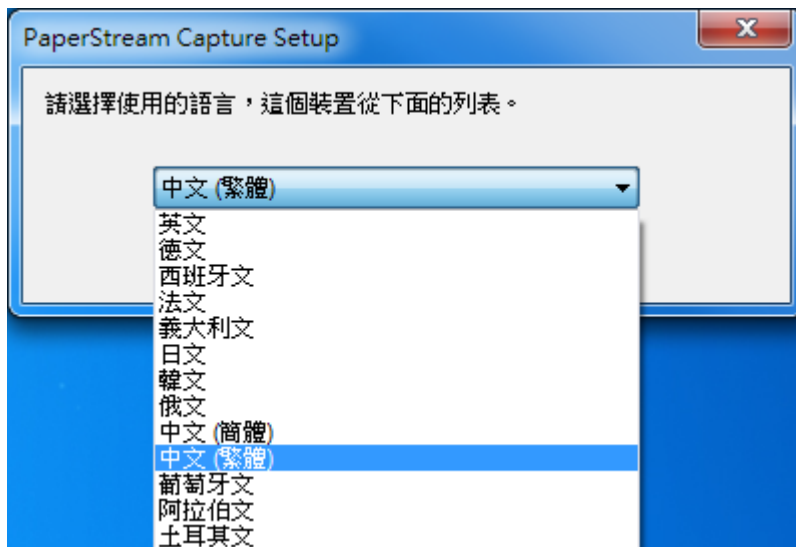 PaperStream Capture Setup
請選擇使用的語言，這個裝置從下面的列表。
中文 (繁體)
英文
德文
西班牙文
法文
義大利文
日文
韓文
俄文
中文 (簡體)
中文 (繁體)
葡萄牙文
阿拉伯文
土耳其文